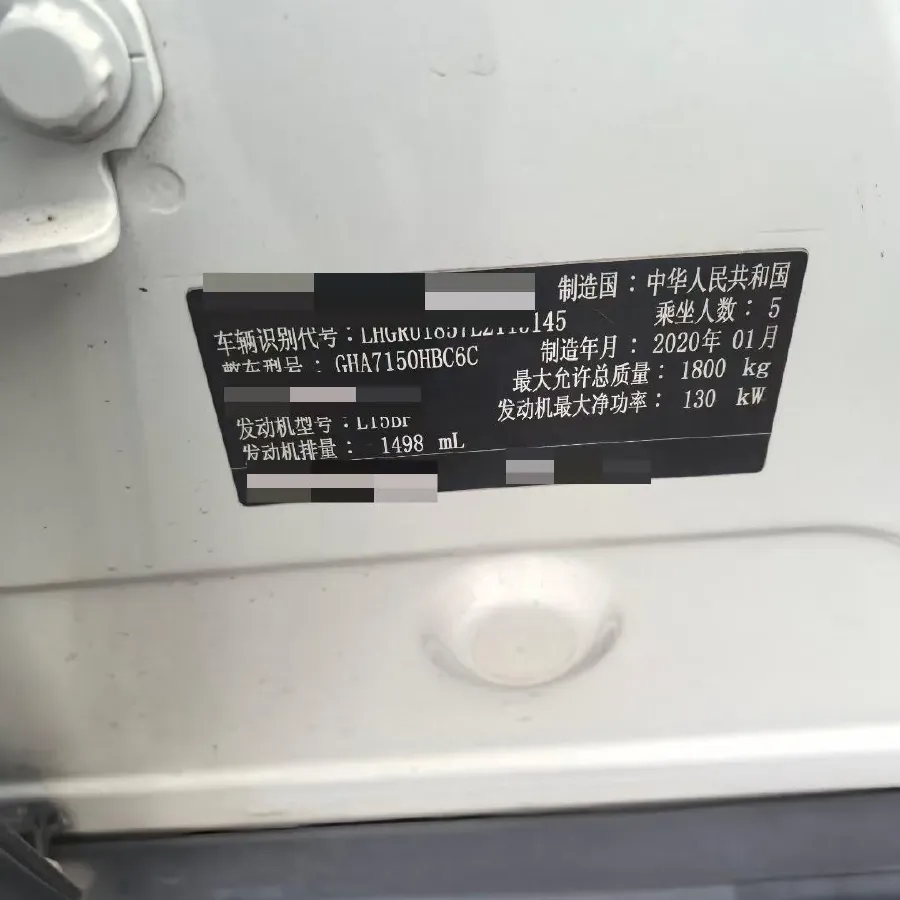 制造国：中华人民共和国
车辆识别代号：
乘坐人数：5
整车型号：GHA7150HBC6C
制造年月：2020年 01月
最大允许总质量：1800 kg
发动机型号：L15BF
发动机最大净功率：130 kW
发动机排量：1498 mL